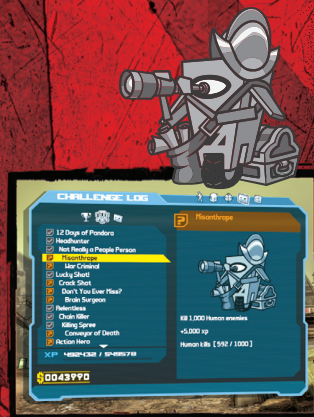 CHALLENGE LOG
12 Days of Pandora
Headhunter
Not Really a People Person
Misanthrope
War Criminal
Lucky Shot!
Crack Shot
Don't You Ever Miss?
Brain Surgeon
Relentless
Chain Killer
Killing Spree
Conveyor of Death
Action Hero
XP 492432 / 549578
$0043990
Misanthrope
Kill 1,000 Human enemies
+5,000 xp
Human kills [ 592 / 1000 ]